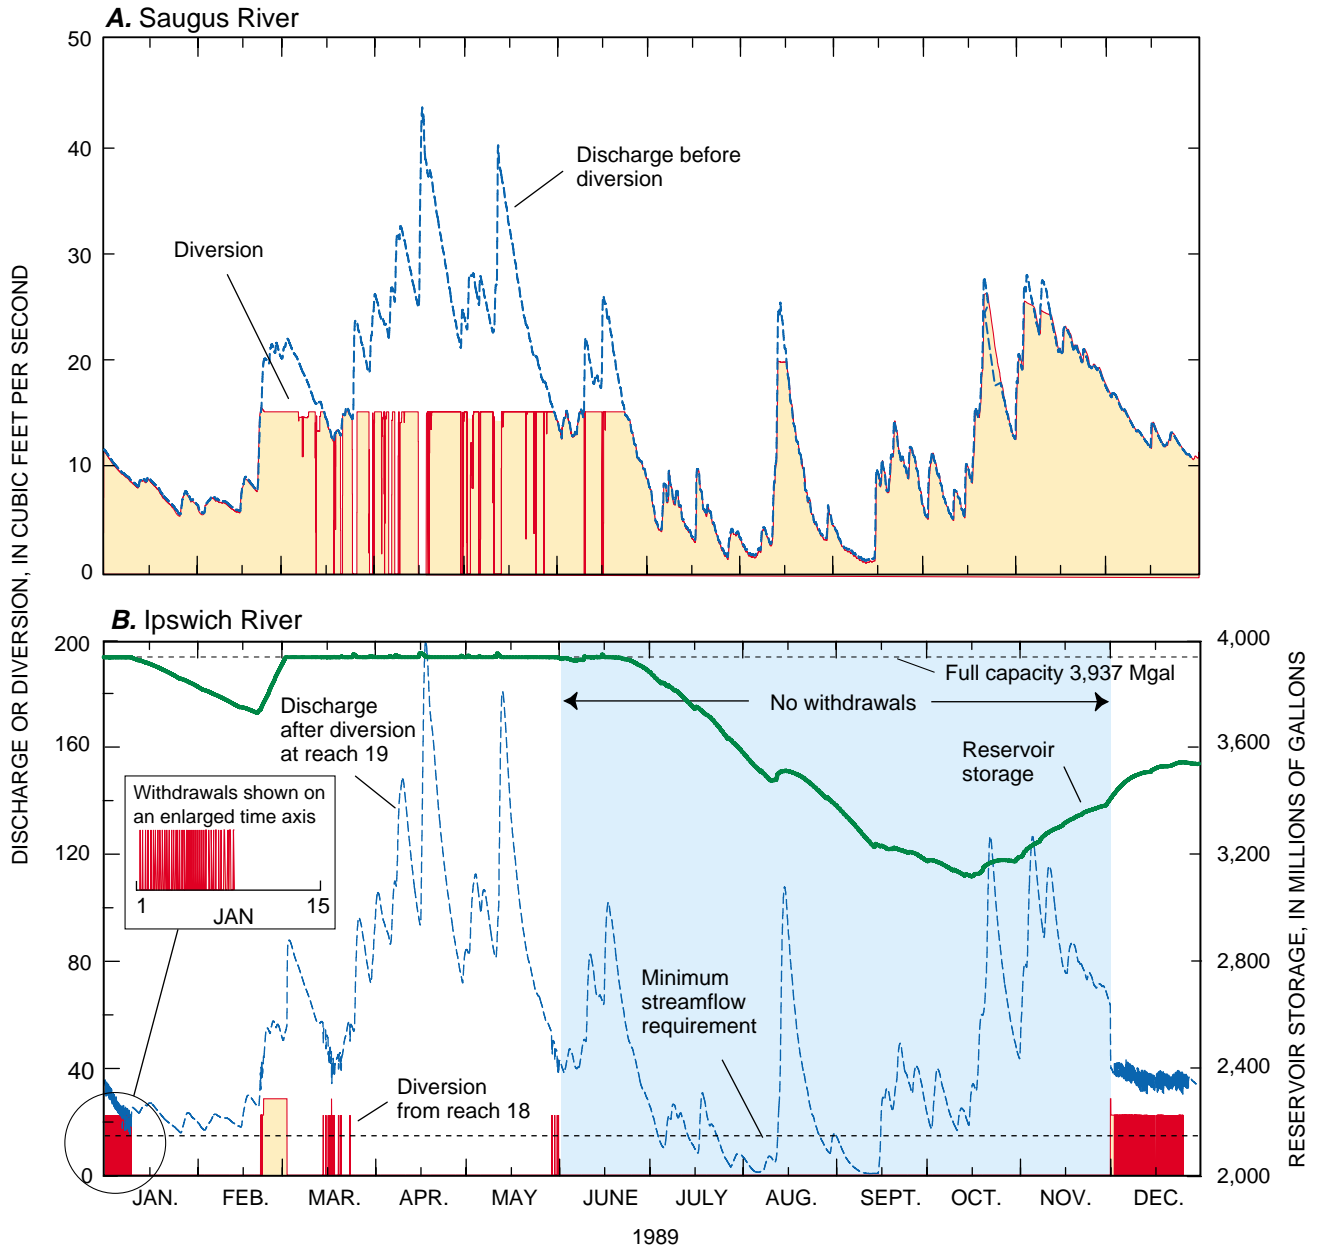 A. Saugus River
50
40
30
20
10
0
Discharge before
diversion
Diversion
DISCHARGE OR DIVERSION, IN CUBIC FEET PER SECOND
B. Ipswich River
200
160
120
80
40
0
4,000
3,600
3,200
2,800
2,400
2,000
RESERVOIR STORAGE, IN MILLIONS OF GALLONS
Full capacity 3,937 Mgal
No withdrawals
Discharge
after diversion
at reach 19
Reservoir
storage
Withdrawals shown on
an enlarged time axis
1
15
JAN
Minimum
streamflow
requirement
Diversion
from reach 18
JAN.
FEB.
MAR.
APR.
MAY
JUNE
JULY
AUG.
SEPT.
OCT.
NOV.
DEC.
1989